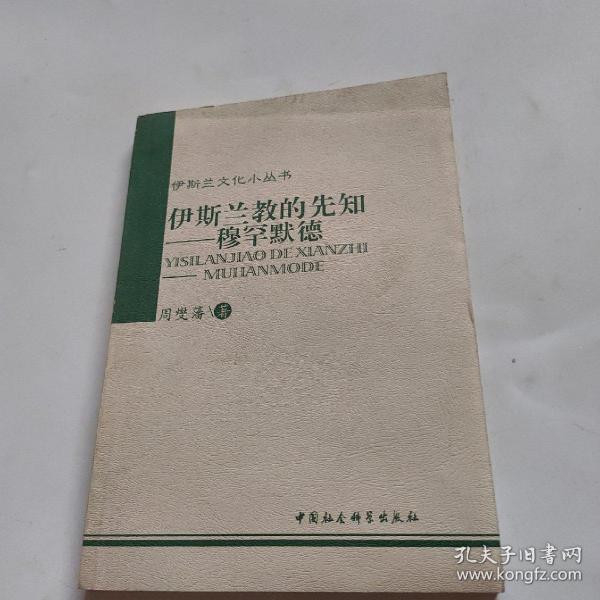 伊斯兰文化小丛书
伊斯兰教的先知
——穆罕默德
YISILANJIAO DE XIANZHI
—— MUHANMODE
周燮藩\著
中国社会科学出版社
孔夫子旧書网
www.kongfz.com